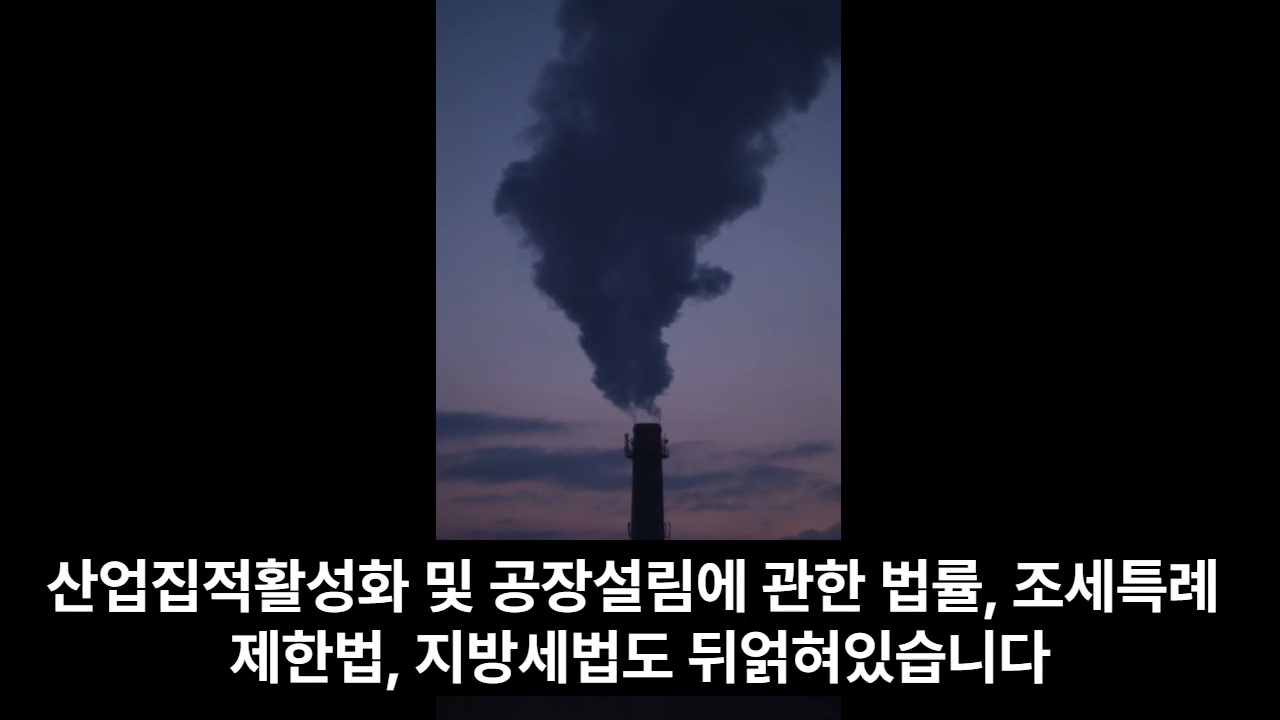 산업집적활성화 및 공장설림에 관한 법률, 조세특례
제한법, 지방세법도 뒤얽혀있습니다